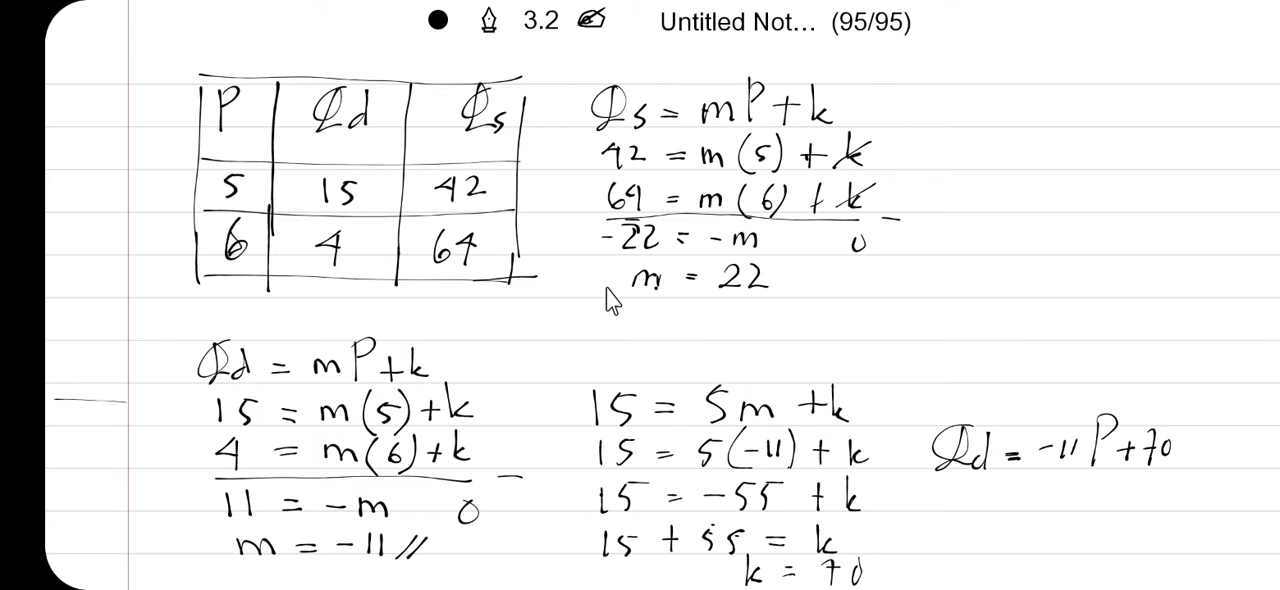 3.2 Untitled Not... (95/95)
P Qd Qs
5 15 42
6 4 64
Qs = mP + k
42 = m (5) + k
64 = m (6) + k
-22 = -m 0
m = 22
Qd = mP + k
15 = m(5) + k
4 = m(6) + k
11 = -m 0
m = -11 //
15 = 5m + k
15 = 5(-11) + k
15 = -55 + k
15 + 55 = k
k = 70
Qd = -11P + 70